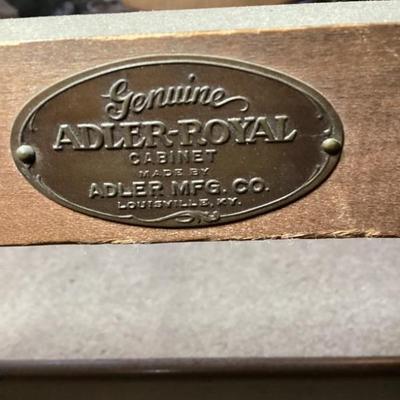 Genuine
ADLER-ROYAL
CABINET
MADE BY
ADLER MFG. CO.
LOUISVILLE, KY.